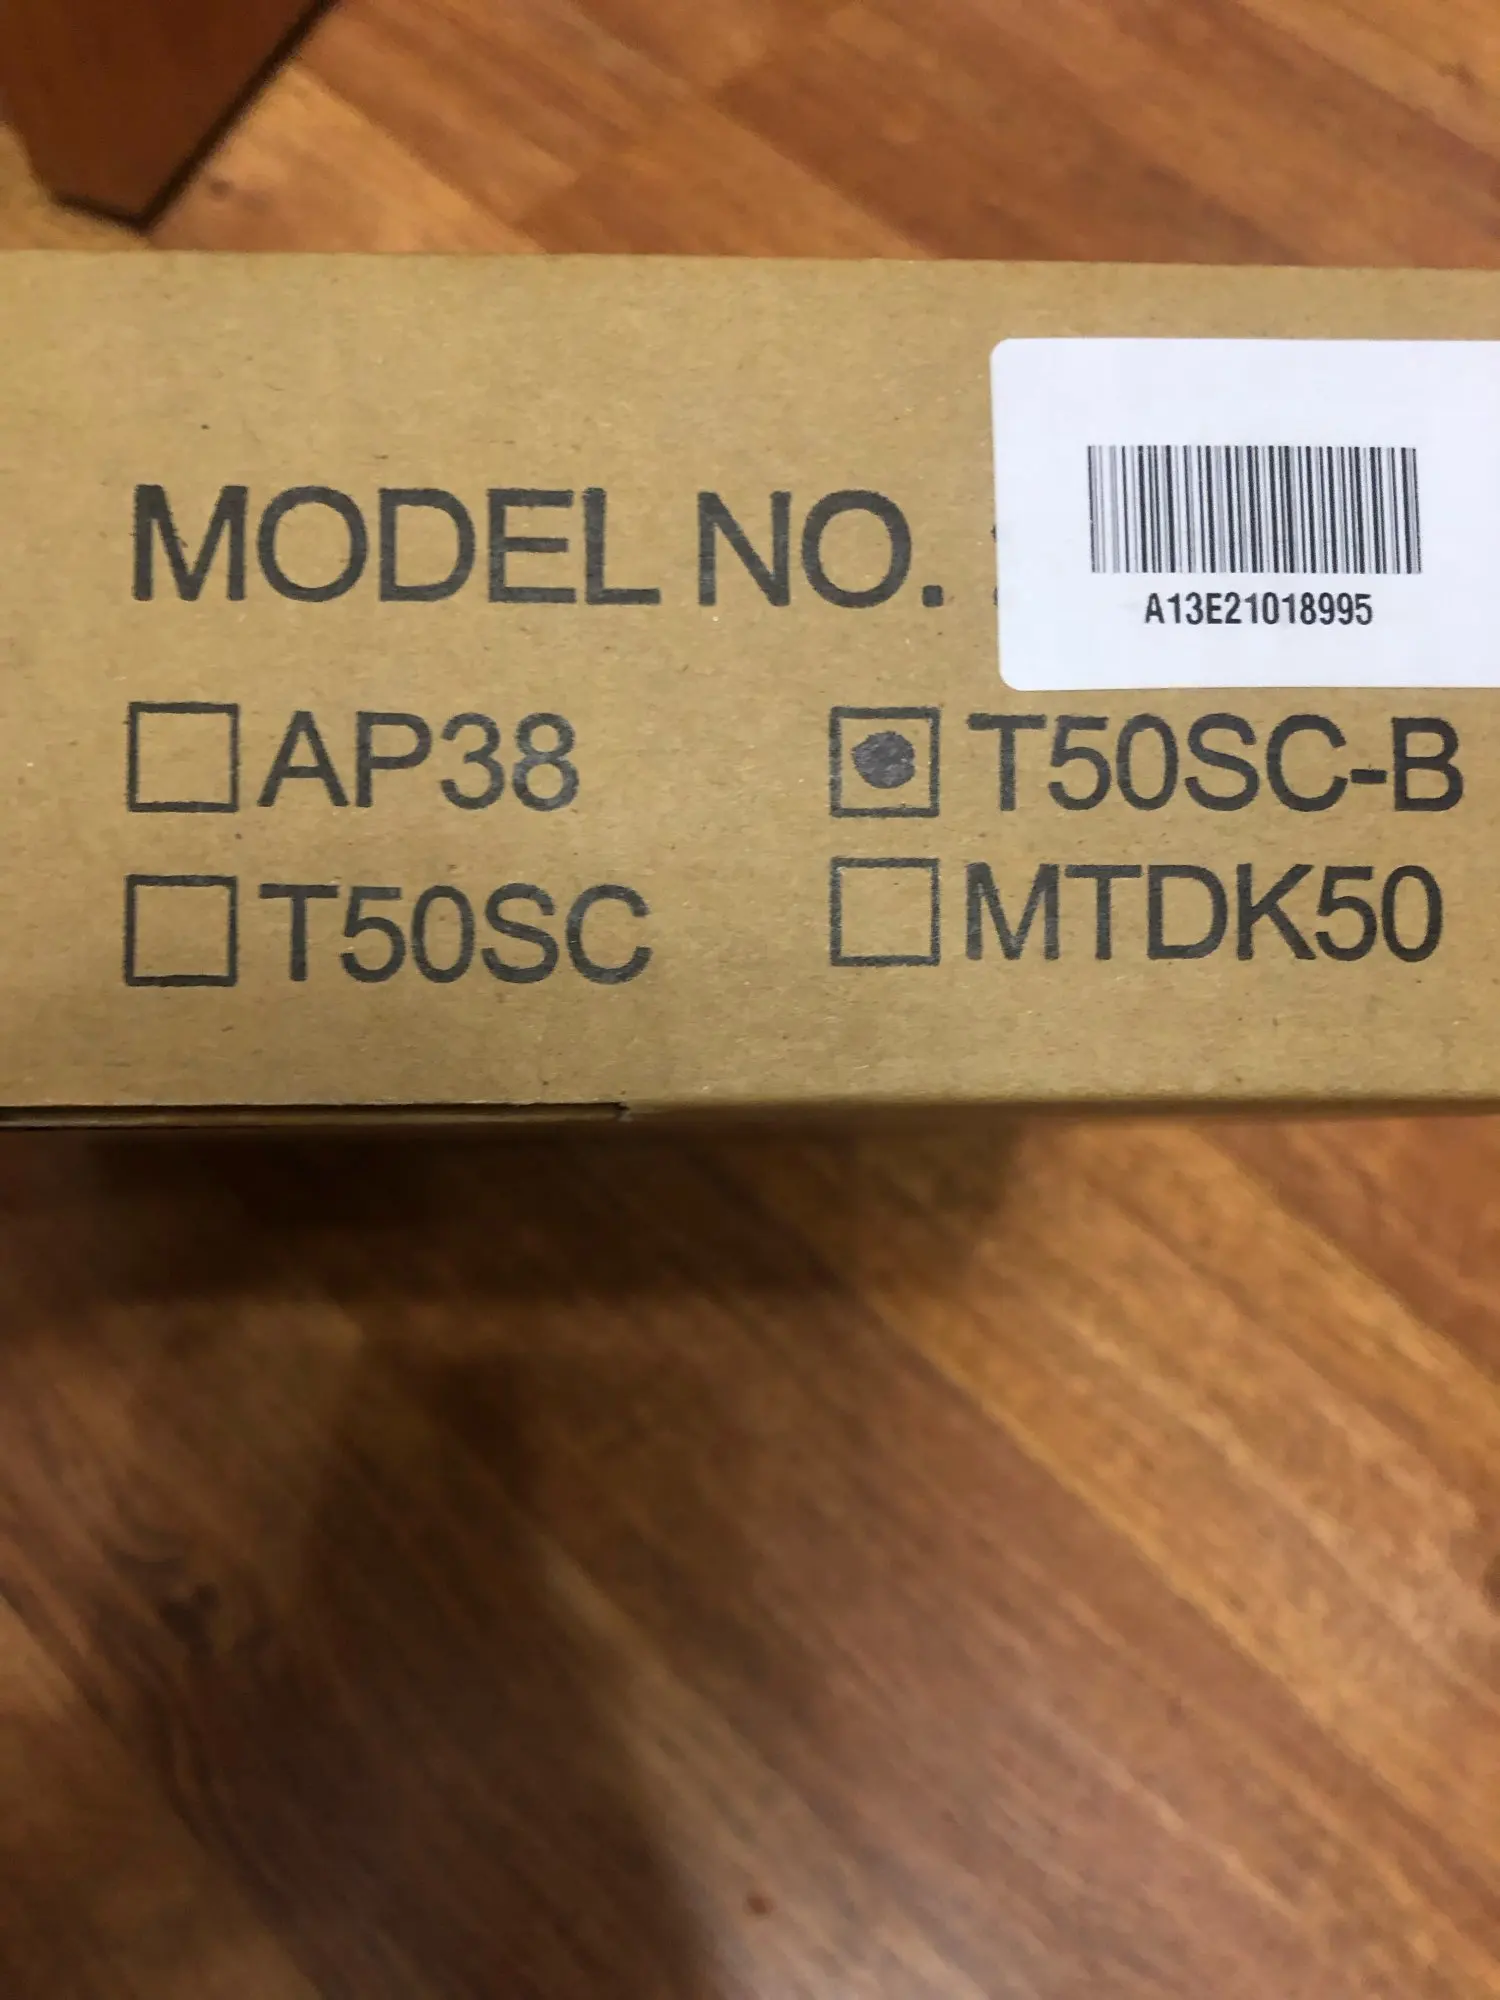 MODEL NO.
A13E21018995
AP38
T50SC-B
T50SC
MTDK50